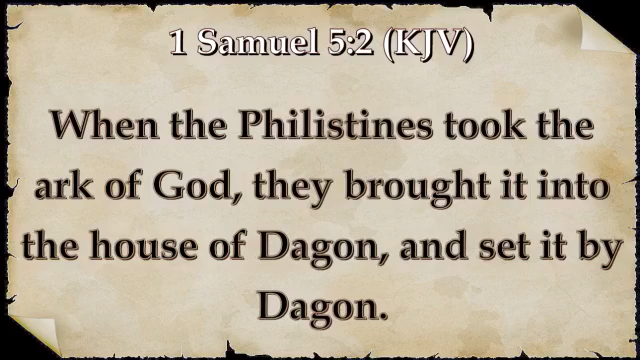 1 Samuel 5:2 (KJV)
When the Philistines took the
ark of God, they brought it into
the house of Dagon, and set it by
Dagon.